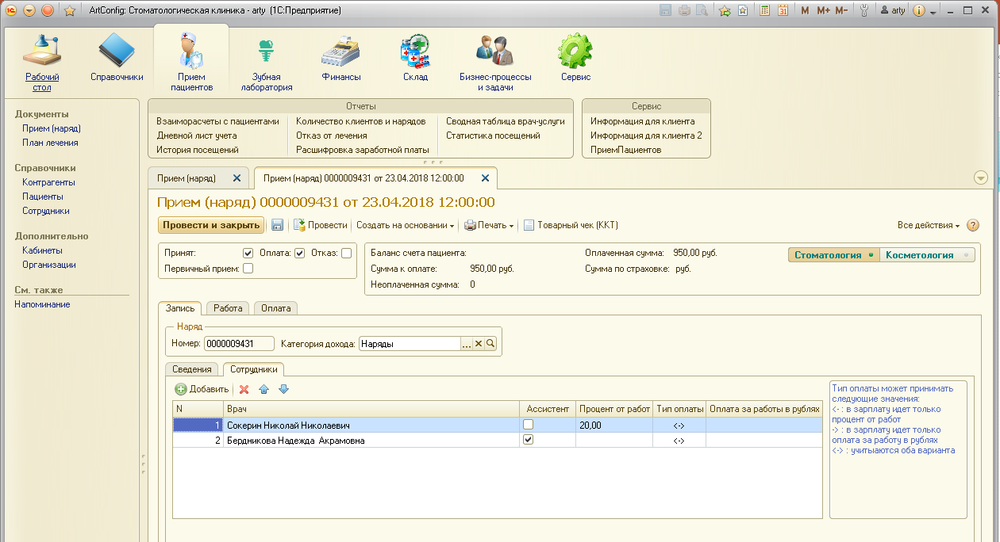 ArtConfig: Стоматологическая клиника - arty (1С:Предприятие)
M M+ M- arty
Рабочий стол
Справочники
Прием пациентов
Зубная лаборатория
Финансы
Склад
Бизнес-процессы и задачи
Сервис
Документы
Прием (наряд)
План лечения
Справочники
Контрагенты
Пациенты
Сотрудники
Дополнительно
Кабинеты
Организации
См. также
Напоминание
Отчеты
Взаиморасчеты с пациентами
Дневной лист учета
История посещений
Количество клиентов и нарядов
Отказ от лечения
Расшифровка заработной платы
Сводная таблица врач-услуги
Статистика посещений
Сервис
Информация для клиента
Информация для клиента 2
ПриемПациентов
Прием (наряд)
Прием (наряд) 0000009431 от 23.04.2018 12:00:00
Прием (наряд) 0000009431 от 23.04.2018 12:00:00
Провести и закрыть Провести Создать на основании Печать Товарный чек (ККТ) Все действия
Принят: Оплата: Отказ:
Первичный прием:
Баланс счета пациента:
Сумма к оплате: 950,00 руб.
Неоплаченная сумма: 0
Оплаченная сумма: 950,00 руб.
Сумма по страховке: руб.
Стоматология Косметология
Запись Работа Оплата
Наряд
Номер: 0000009431 Категория дохода: Наряды ...
Сведения Сотрудники
Добавить
N Врач Ассистент Процент от работ Тип оплаты Оплата за работы в рублях
1 Сокерин Николай Николаевич 20,00 <->
2 Бердникова Надежда Акрамовна <->
Тип оплаты может принимать
следующие значения:
<- : в зарплату идет только
процент от работ
-> : в зарплату идет только
оплата за работу в рублях
<-> : учитыаются оба варианта